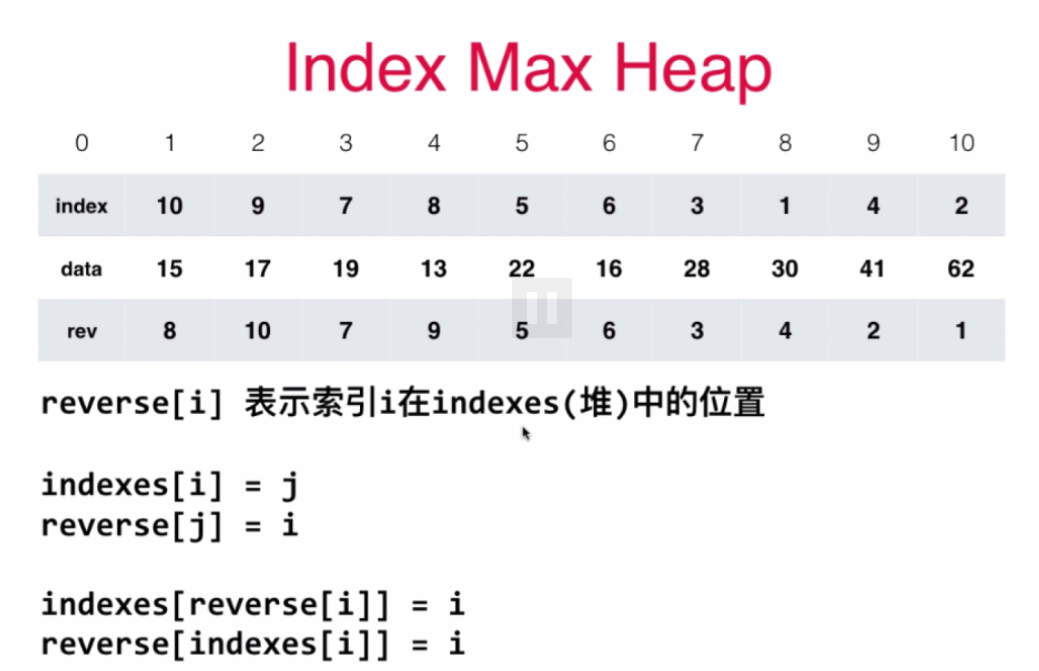 Index Max Heap
0 1 2 3 4 5 6 7 8 9 10
index 10 9 7 8 5 6 3 1 4 2
data 15 17 19 13 22 16 28 30 41 62
rev 8 10 7 9 5 6 3 4 2 1
reverse[i] 表示索引i在indexes(堆)中的位置
indexes[i] = j
reverse[j] = i
indexes[reverse[i]] = i
reverse[indexes[i]] = i